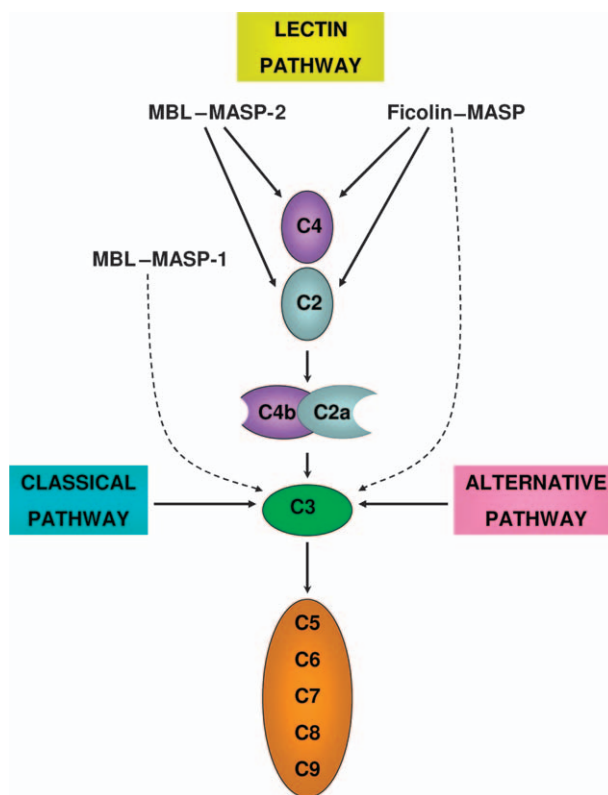 LECTIN
PATHWAY
MBL–MASP-2
Ficolin–MASP
C4
MBL–MASP-1
C2
C4b
C2a
CLASSICAL
PATHWAY
C3
ALTERNATIVE
PATHWAY
C5
C6
C7
C8
C9